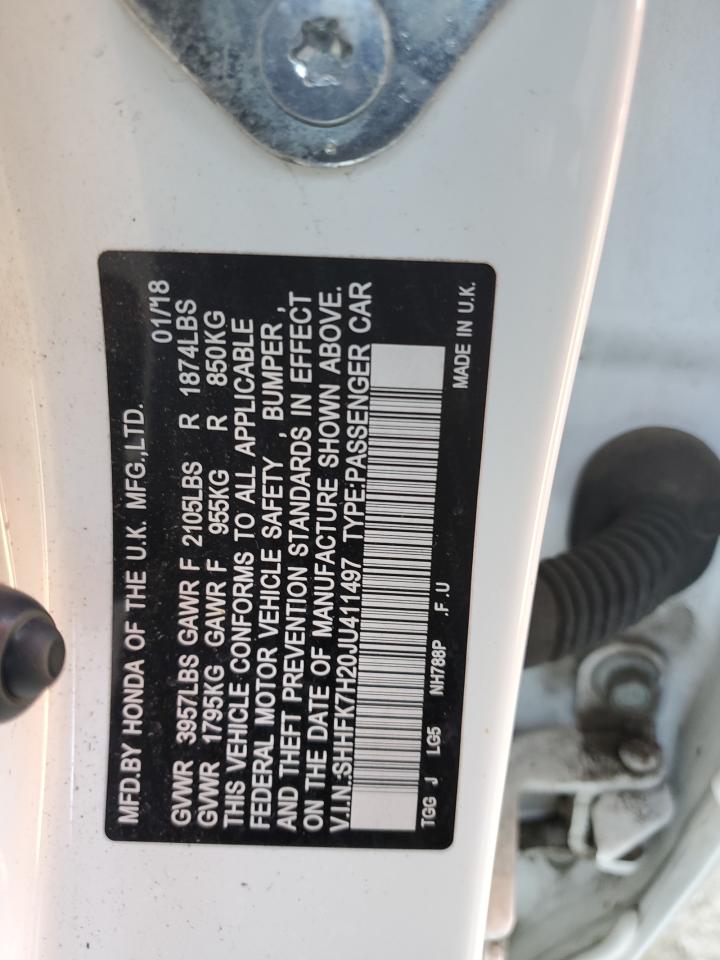 MFD.BY HONDA OF THE U.K. MFG.,LTD. 01/18
GVWR 3957LBS GAWR F 2105LBS R 1874LBS
GVWR 1795KG GAWR F 955KG R 850KG
THIS VEHICLE CONFORMS TO ALL APPLICABLE
FEDERAL MOTOR VEHICLE SAFETY , BUMPER ,
AND THEFT PREVENTION STANDARDS IN EFFECT
ON THE DATE OF MANUFACTURE SHOWN ABOVE.
V.I.N.:SHHFK7H20JU411497 TYPE:PASSENGER CAR
TGG J LG5 NH788P .F .U MADE IN U.K.